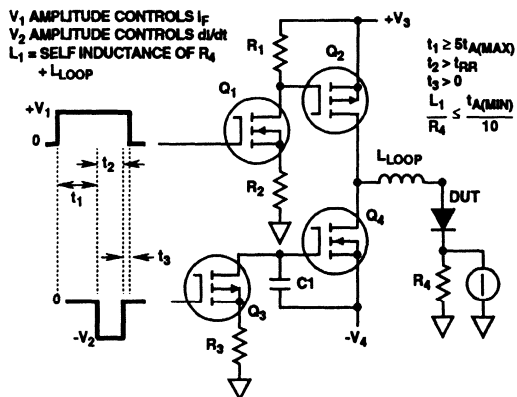 V1 AMPLITUDE CONTROLS IF
V2 AMPLITUDE CONTROLS di/dt
L1 = SELF INDUCTANCE OF R4
+ LLOOP
+V1
0
t2
t1
t3
0
-V2
R1
Q1
R2
Q2
+V3
t1 ≥ 5tA(MAX)
t2 > tRR
t3 > 0
L1/R4 ≤ tA(MIN)/10
LLOOP
DUT
Q4
C1
R4
Q3
R3
-V4